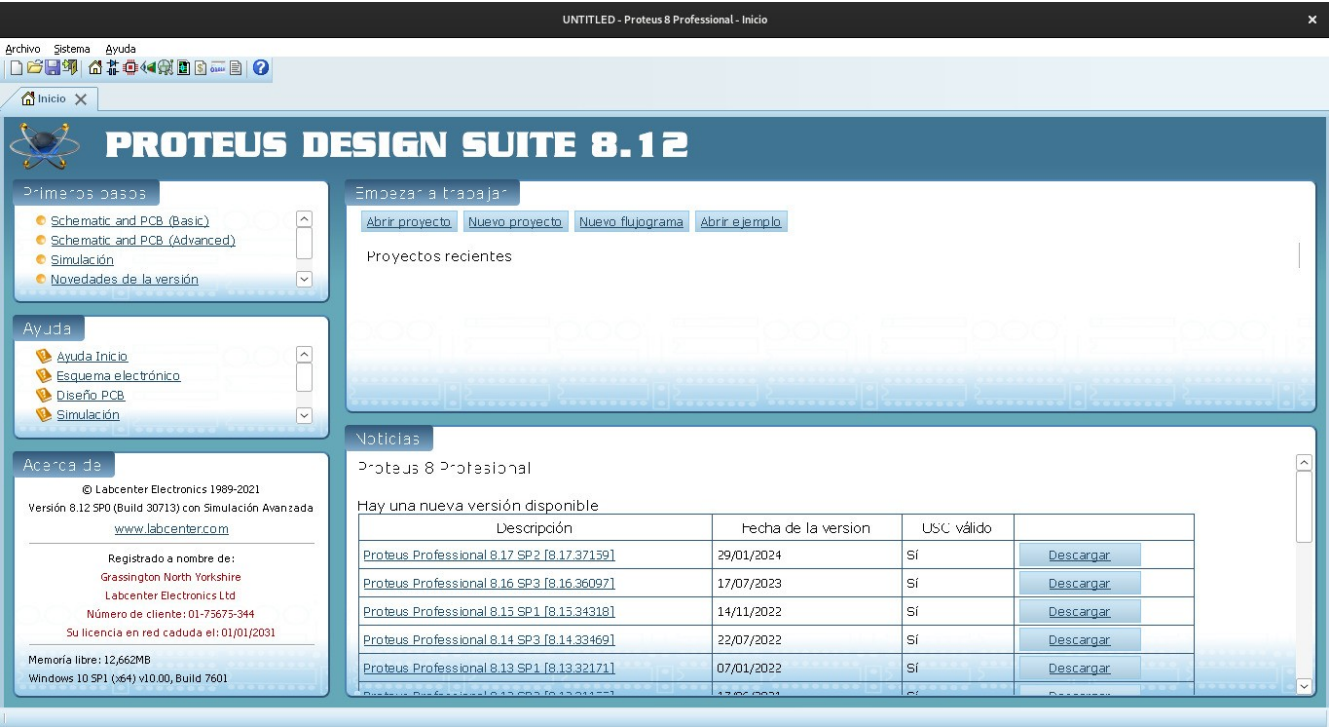 UNTITLED - Proteus 8 Professional - Inicio
Archivo Sistema Ayuda
Inicio
PROTEUS DESIGN SUITE 8.12
Primeros pasos
Schematic and PCB (Basic)
Schematic and PCB (Advanced)
Simulación
Novedades de la versión
Ayuda
Ayuda Inicio
Esquema electrónico
Diseño PCB
Simulación
Acerca de
© Labcenter Electronics 1989-2021
Versión 8.12 SP0 (Build 30713) con Simulación Avanzada
www.labcenter.com
Registrado a nombre de:
Grassington North Yorkshire
Labcenter Electronics Ltd
Número de cliente: 01-75675-344
Su licencia en red caduca el: 01/01/2031
Memoría libre: 12,662MB
Windows 10 SP1 (x64) v10.00, Build 7601
Empezar a trabajar
Abrir proyecto Nuevo proyecto Nuevo flujograma Abrir ejemplo
Proyectos recientes
Noticias
Proteus 8 Profesional
Hay una nueva versión disponible
Descripción Fecha de la version USC válido
Proteus Professional 8.17 SP2 [8.17.37159] 29/01/2024 Sí Descargar
Proteus Professional 8.16 SP3 [8.16.36097] 17/07/2023 Sí Descargar
Proteus Professional 8.15 SP1 [8.15.34318] 14/11/2022 Sí Descargar
Proteus Professional 8.14 SP3 [8.14.33469] 22/07/2022 Sí Descargar
Proteus Professional 8.13 SP1 [8.13.32171] 07/01/2022 Sí Descargar